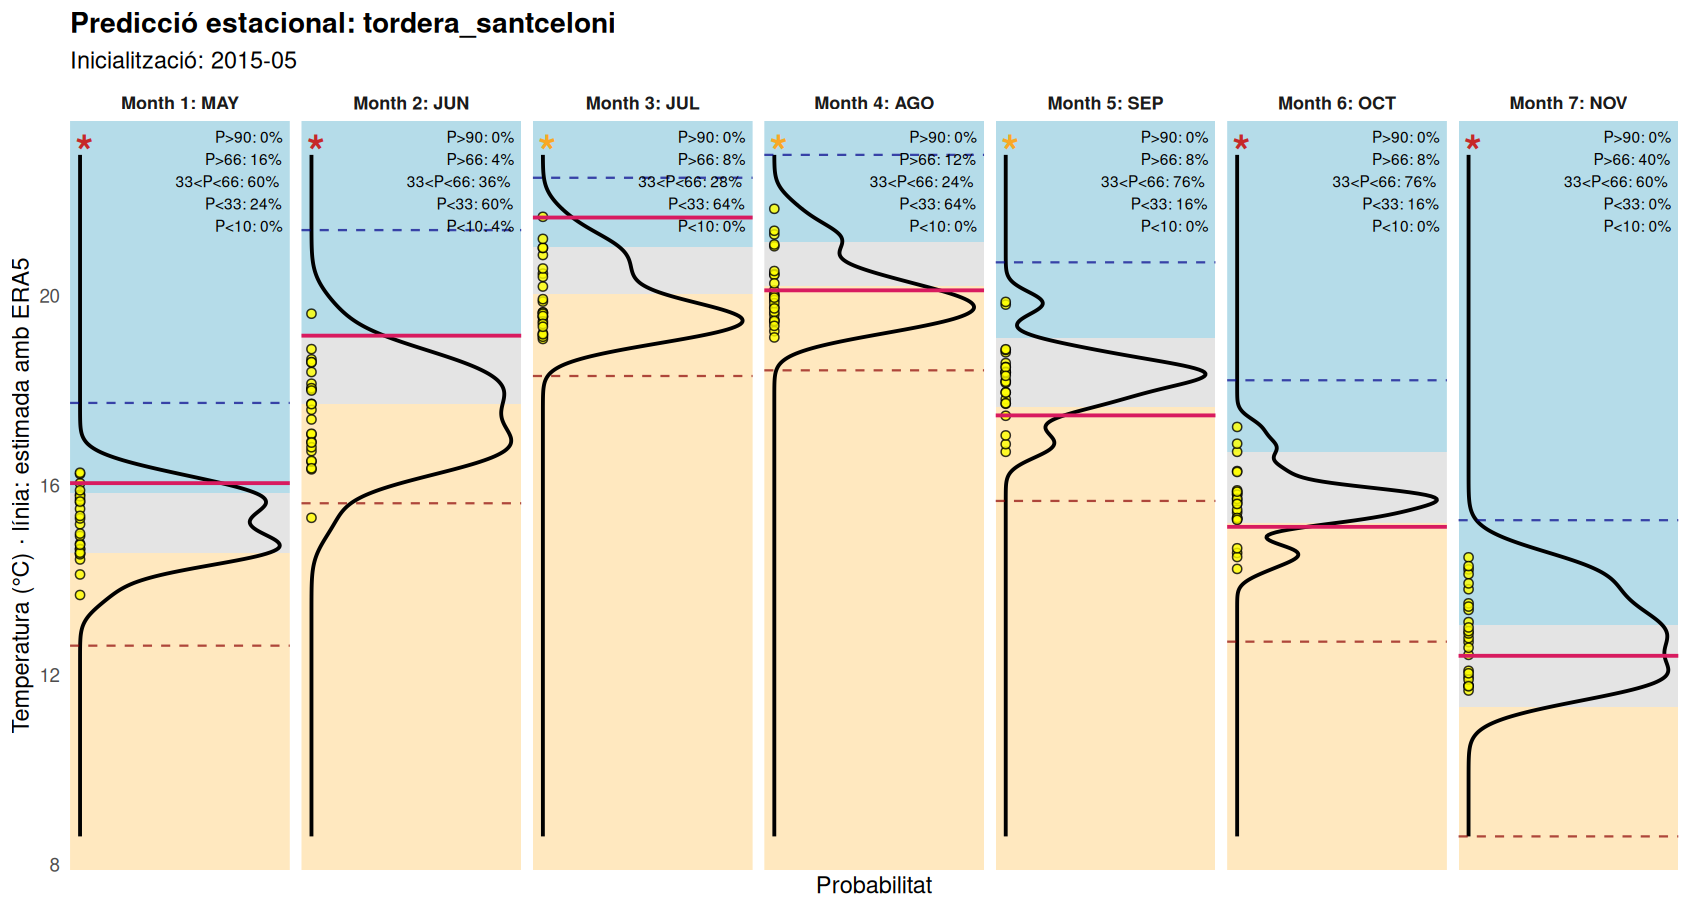 Predicció estacional: tordera_santceloni
Inicialització: 2015-05
Month 1: MAY
P>90: 0%
P>66: 16%
33<P<66: 60%
P<33: 24%
P<10: 0%
Month 2: JUN
P>90: 0%
P>66: 4%
33<P<66: 36%
P<33: 60%
P<10: 4%
Month 3: JUL
P>90: 0%
P>66: 8%
33<P<66: 28%
P<33: 64%
P<10: 0%
Month 4: AGO
P>90: 0%
P>66: 12%
33<P<66: 24%
P<33: 64%
P<10: 0%
Month 5: SEP
P>90: 0%
P>66: 8%
33<P<66: 76%
P<33: 16%
P<10: 0%
Month 6: OCT
P>90: 0%
P>66: 8%
33<P<66: 76%
P<33: 16%
P<10: 0%
Month 7: NOV
P>90: 0%
P>66: 40%
33<P<66: 60%
P<33: 0%
P<10: 0%
Temperatura (°C) · línia: estimada amb ERA5
20
16
12
8
Probabilitat